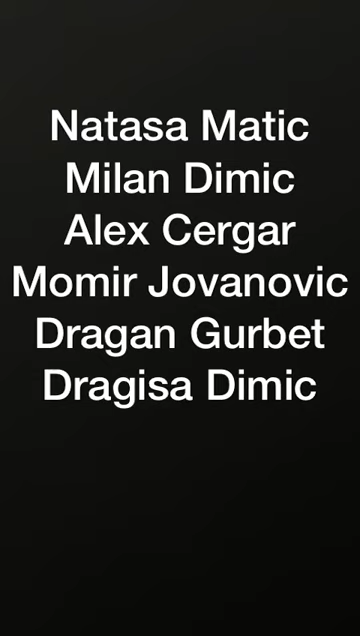 Natasa Matic
Milan Dimic
Alex Cergar
Momir Jovanovic
Dragan Gurbet
Dragisa Dimic